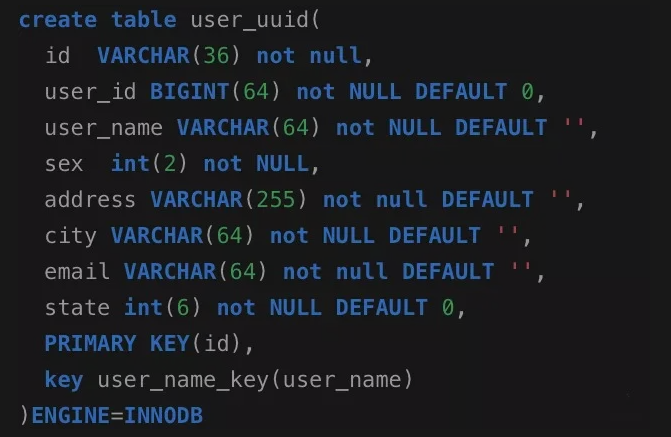 create table user_uuid(
id  VARCHAR(36) not null,
user_id BIGINT(64) not NULL DEFAULT 0,
user_name VARCHAR(64) not NULL DEFAULT '',
sex  int(2) not NULL,
address VARCHAR(255) not null DEFAULT '',
city VARCHAR(64) not NULL DEFAULT '',
email VARCHAR(64) not null DEFAULT '',
state int(6) not NULL DEFAULT 0,
PRIMARY KEY(id),
key user_name_key(user_name)
)ENGINE=INNODB